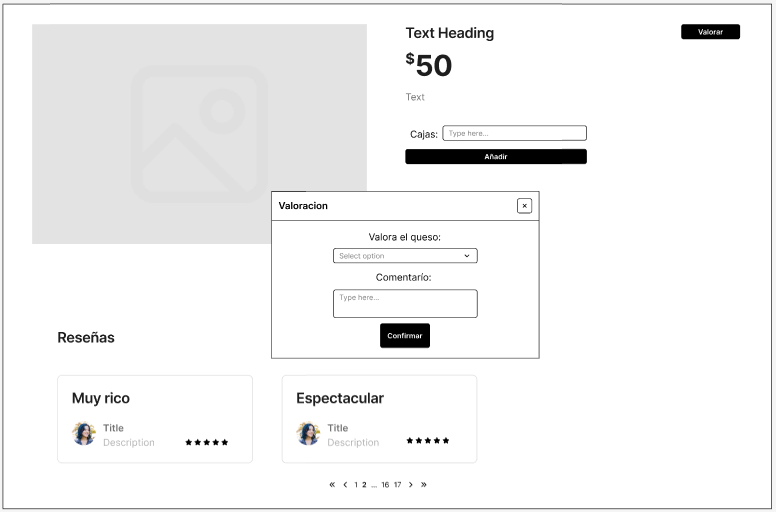 Text Heading
Valorar
$50
Text
Cajas: Type here...
Añadir
Valoracion
×
Valora el queso:
Select option
Comentarío:
Type here...
Confirmar
Reseñas
Muy rico
Title
Description
★★★★★
Espectacular
Title
Description
★★★★★
« ‹ 1 2 ... 16 17 › »